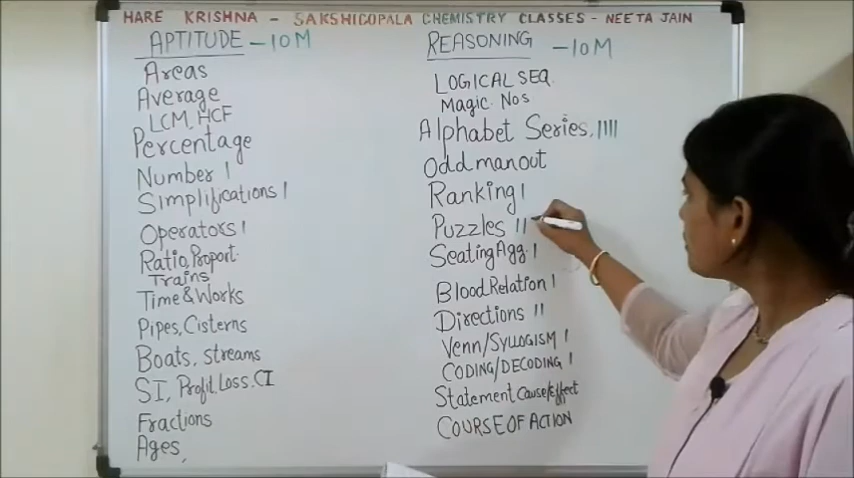 HARE KRISHNA - SAKSHIGOPALA CHEMISTRY CLASSES - NEETA JAIN
APTITUDE - 10M
Areas
Average
LCM, HCF
Percentage
Number |
Simplifications |
Operators |
Ratio, Proport.
Trains
Time & Works
Pipes, Cisterns
Boats, streams
SI, Profit, Loss. CI
Fractions
Ages,
REASONING - 10M
LOGICAL SEQ.
Magic Nos
Alphabet Series, ||||
Odd man out
Ranking |
Puzzles ||
Seating Agg. |
Blood Relation |
Directions ||
Venn/SYLLOGISM |
CODING/DECODING |
Statement Cause/Effect
COURSE OF ACTION